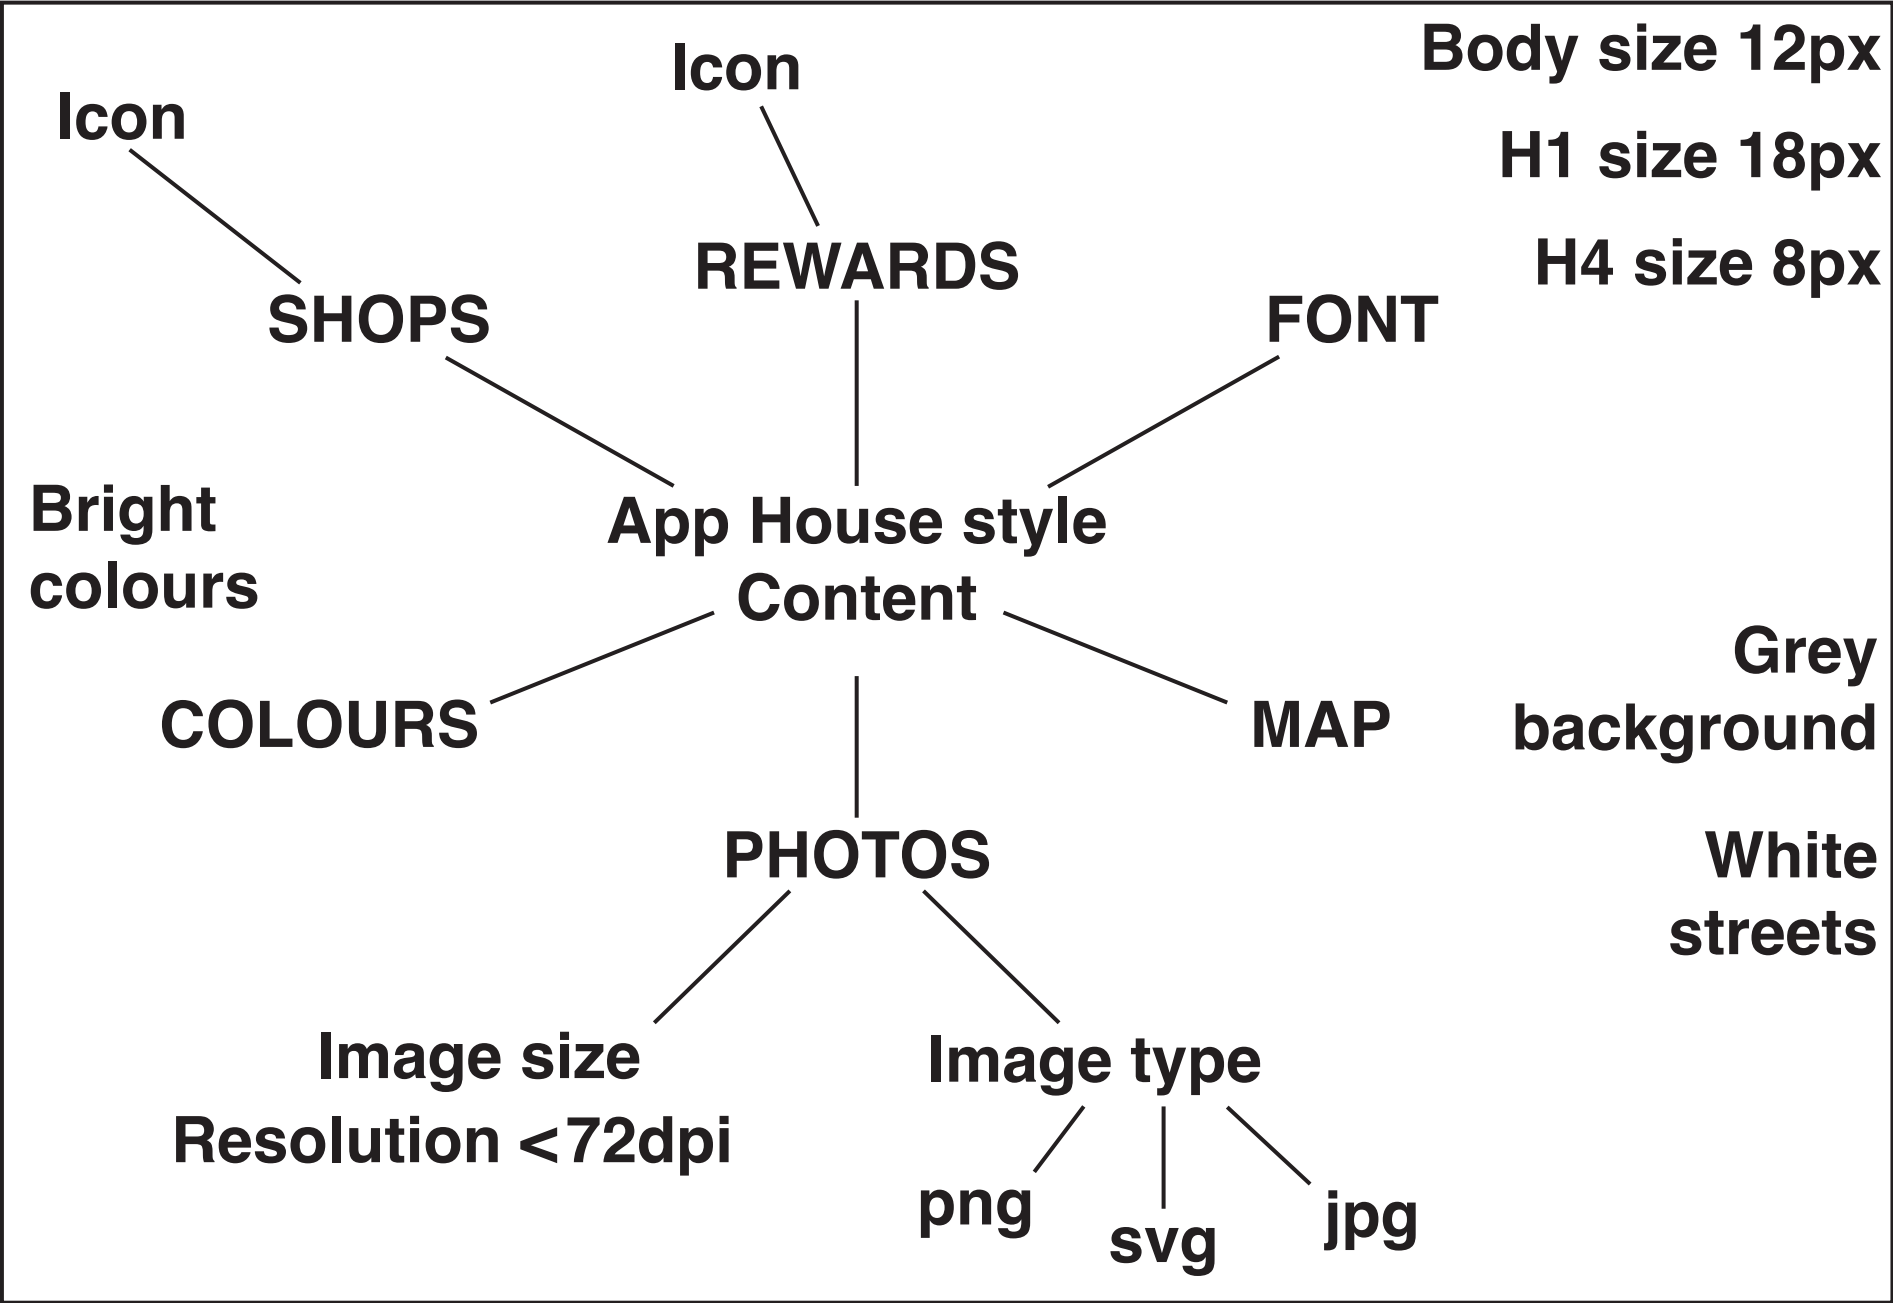 Icon
Icon
Body size 12px
H1 size 18px
H4 size 8px
REWARDS
SHOPS
FONT
Bright
colours
App House style
Content
COLOURS
MAP
Grey
background
White
streets
PHOTOS
Image size
Resolution <72dpi
Image type
png
svg
jpg